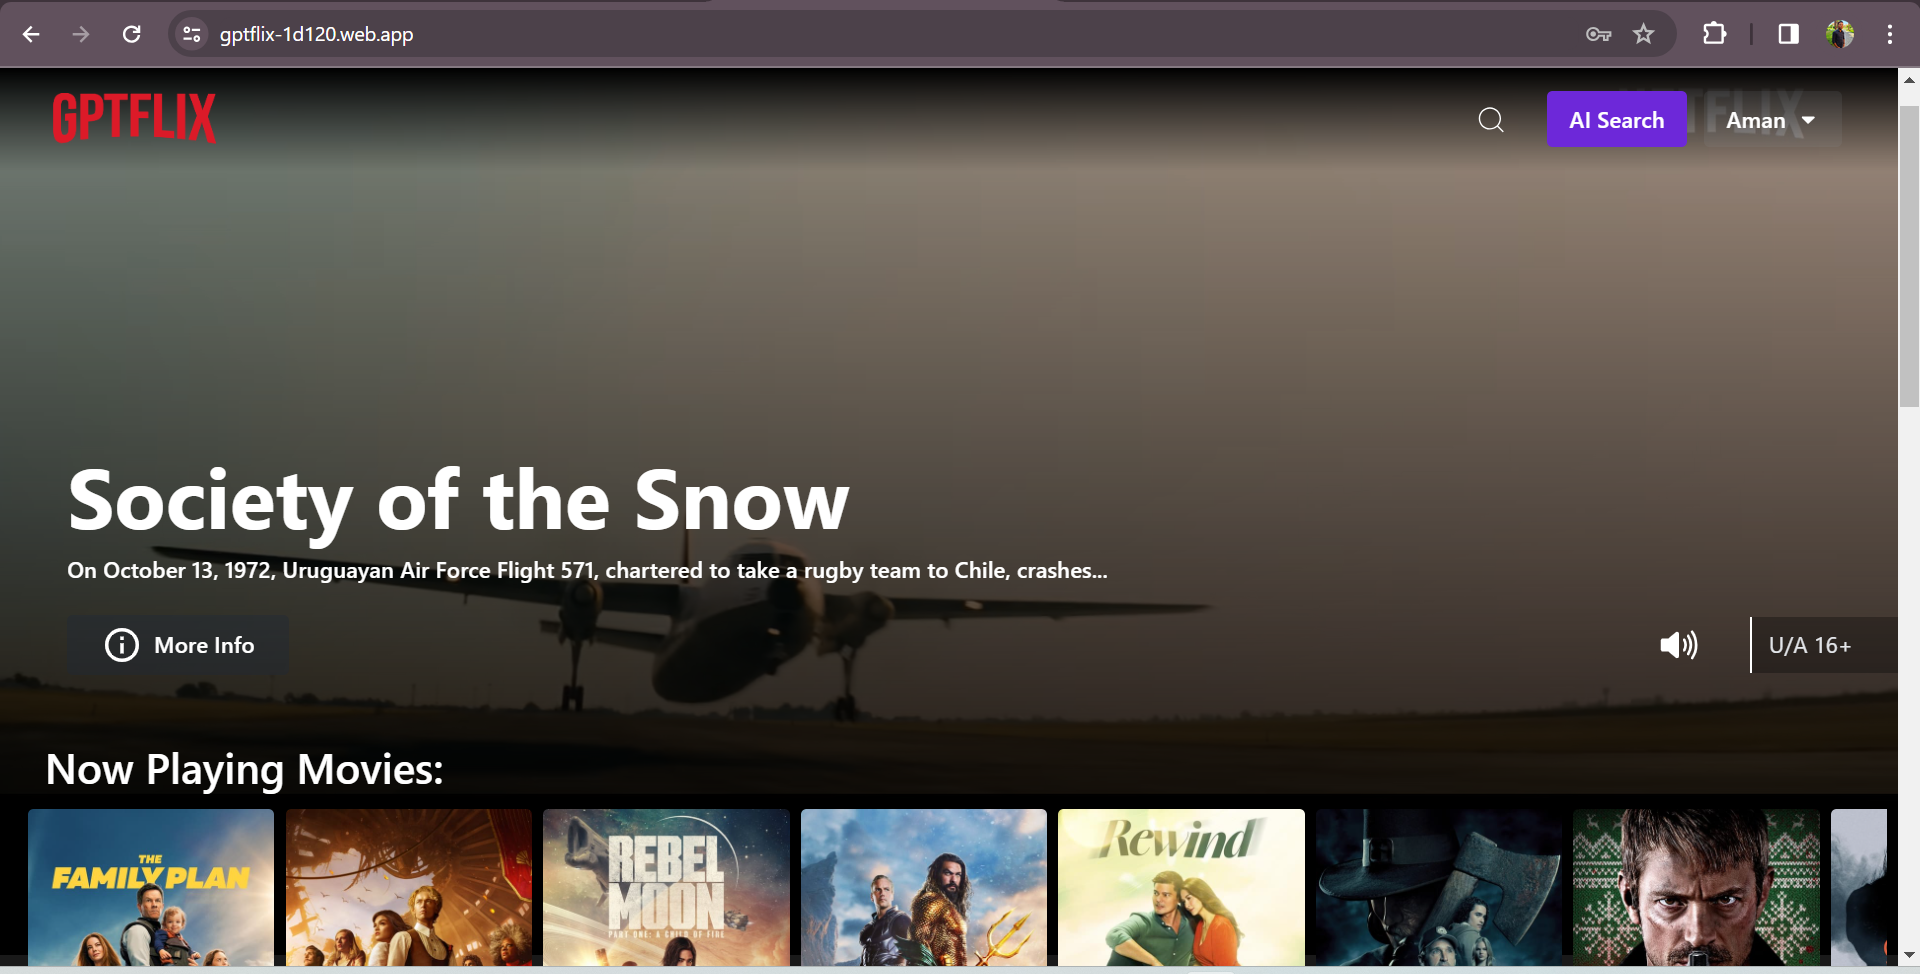 gptflix-1d120.web.app
GPTFLIX
AI Search
Aman
Society of the Snow
On October 13, 1972, Uruguayan Air Force Flight 571, chartered to take a rugby team to Chile, crashes...
More Info
U/A 16+
Now Playing Movies:
THE
FAMILY PLAN
REBEL
MOON
PART ONE: A CHILD OF FIRE
Rewind